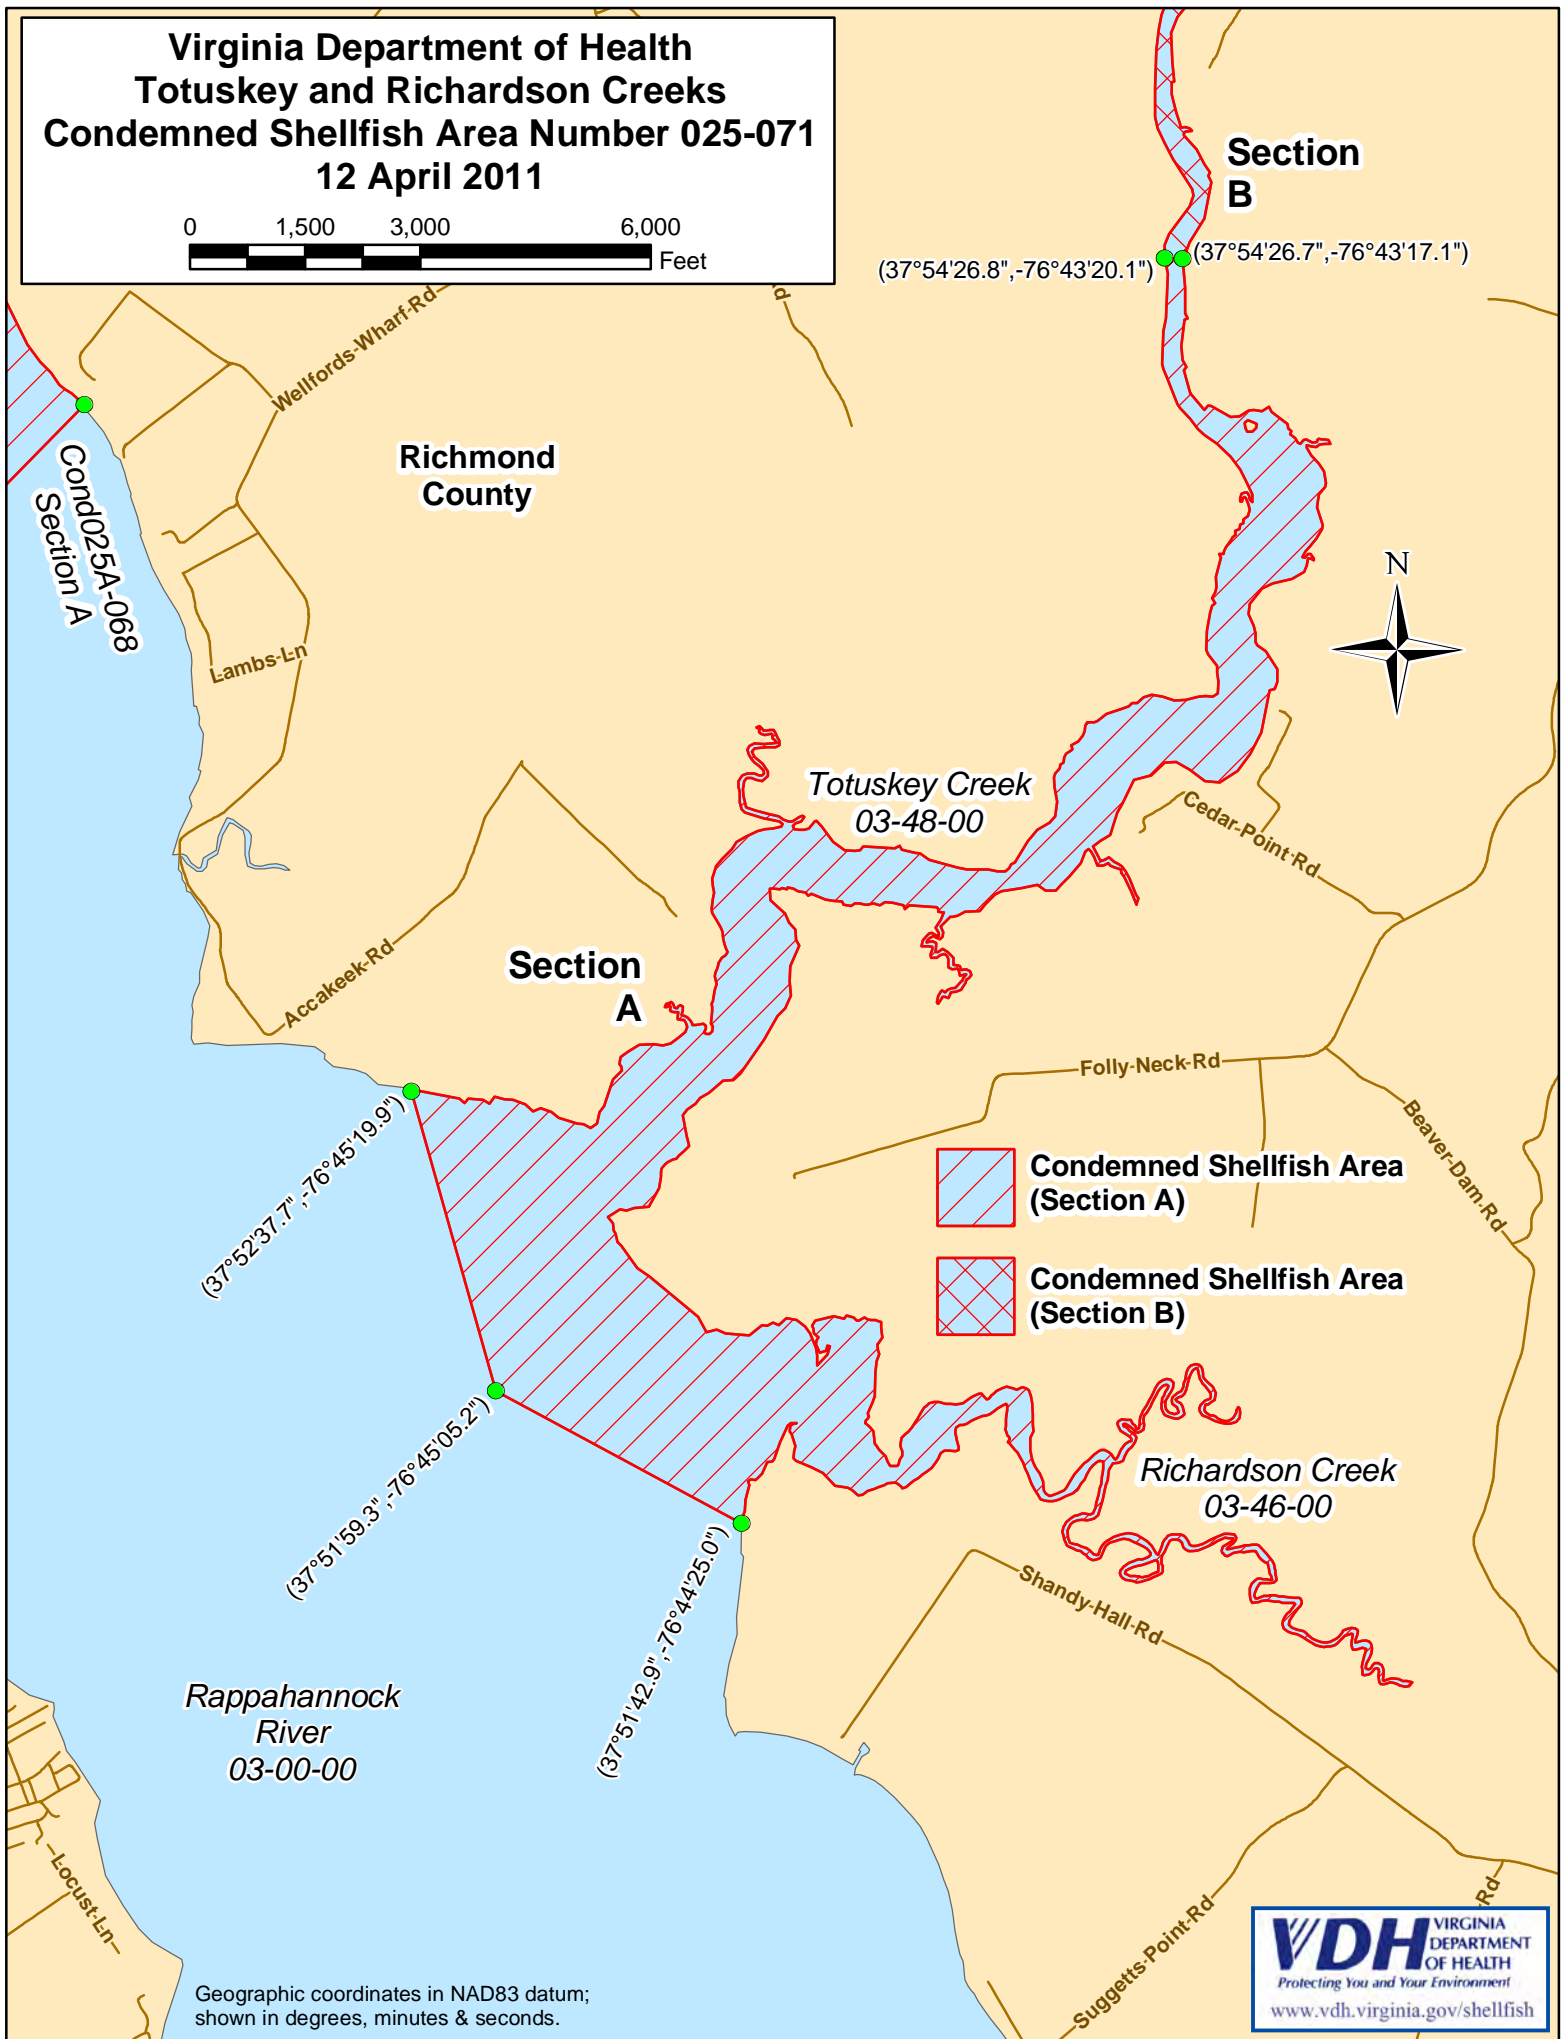 Virginia Department of Health
Totuskey and Richardson Creeks
Condemned Shellfish Area Number 025-071
12 April 2011
0 1,500 3,000 6,000
Feet
Section
B
(37°54'26.8",-76°43'20.1")
(37°54'26.7",-76°43'17.1")
Wellfords-Wharf-Rd
Richmond
County
Cond025A-068
Section A
N
Lambs-Ln
Totuskey Creek
03-48-00
Cedar-Point-Rd
Accakeek-Rd
Section
A
Folly-Neck-Rd
Beaver-Dam-Rd
(37°52'37.7",-76°45'19.9")
Condemned Shellfish Area
(Section A)
Condemned Shellfish Area
(Section B)
(37°51'59.3",-76°45'05.2")
Richardson Creek
03-46-00
(37°51'42.9",-76°44'25.0")
Shandy-Hall-Rd
Rappahannock
River
03-00-00
Locust-Ln
Suggetts-Point-Rd
-Rd
VDH VIRGINIA
DEPARTMENT
OF HEALTH
Protecting You and Your Environment
www.vdh.virginia.gov/shellfish
Geographic coordinates in NAD83 datum;
shown in degrees, minutes & seconds.